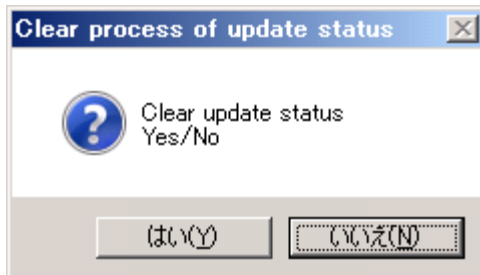 Clear process of update status
Clear update status
Yes/No
はい(Y)
いいえ(N)